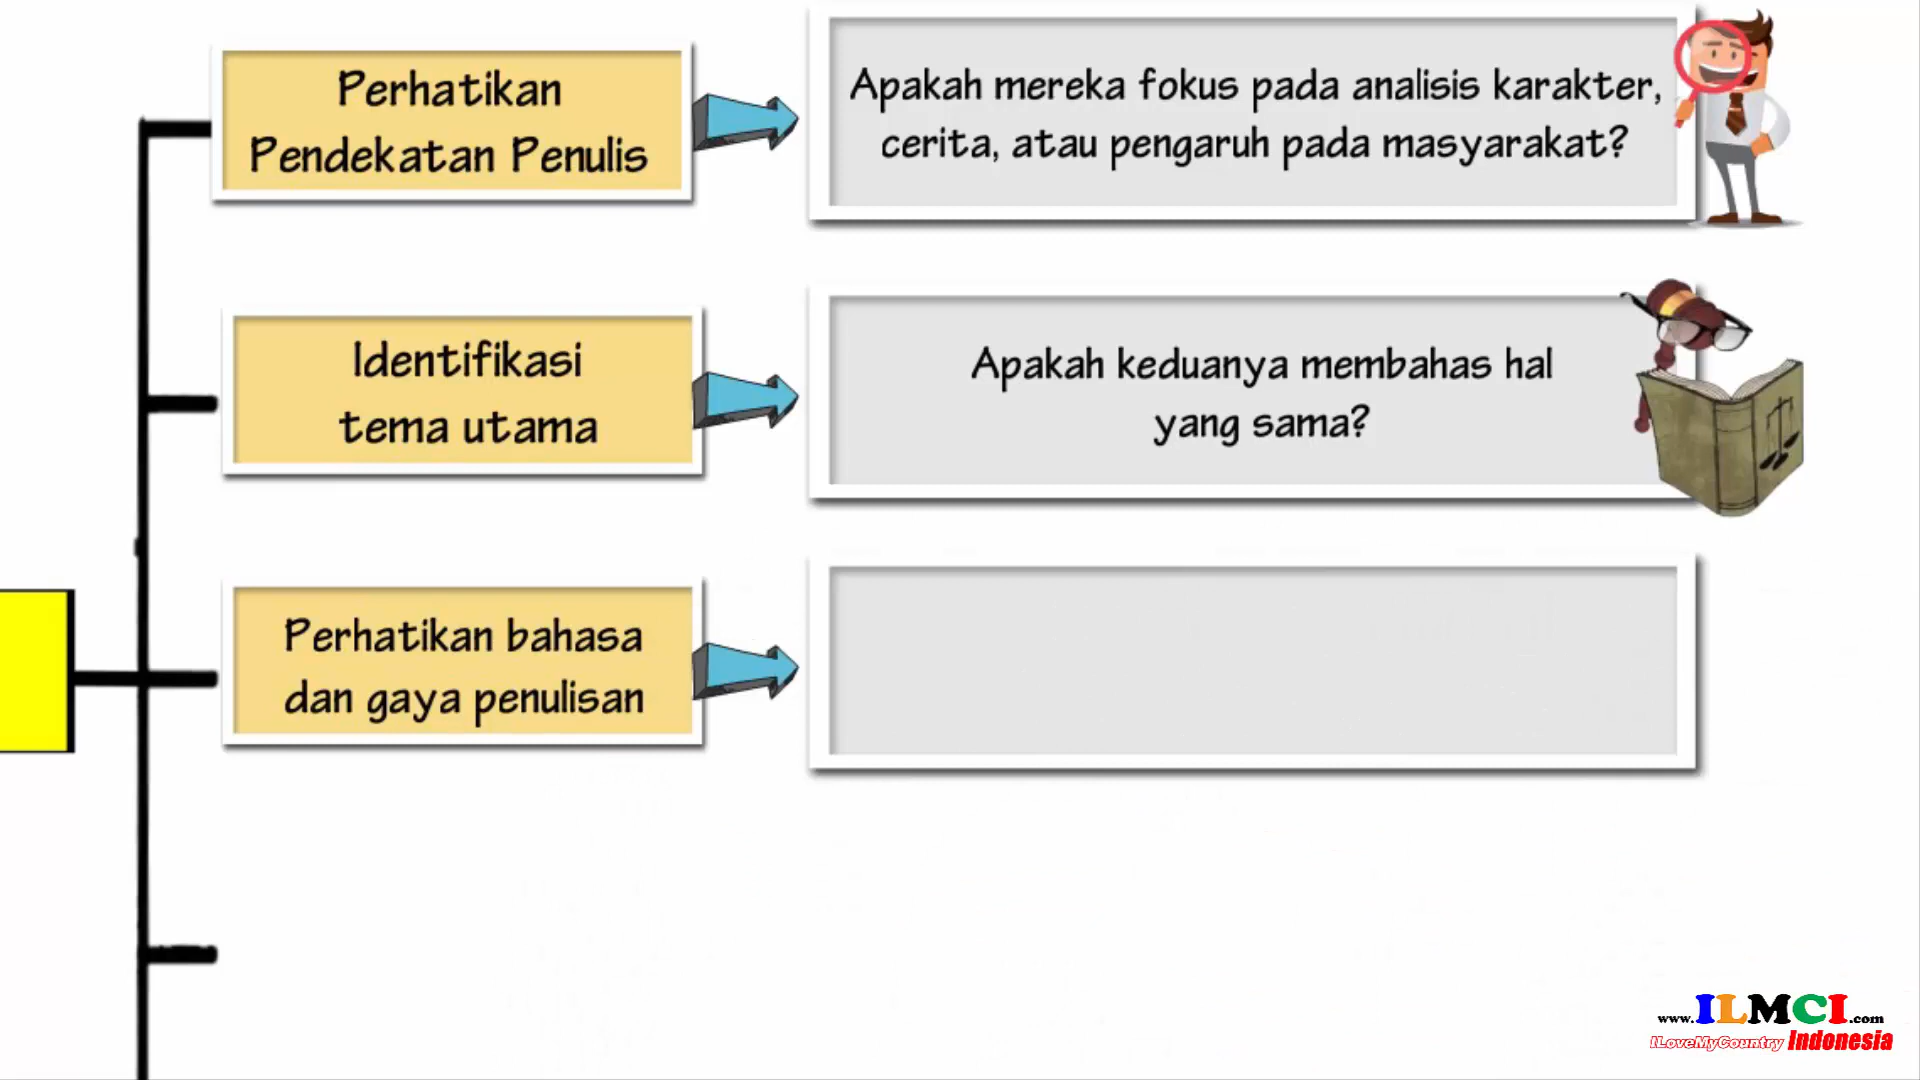 Perhatikan
Pendekatan Penulis
Apakah mereka fokus pada analisis karakter,
cerita, atau pengaruh pada masyarakat?
Identifikasi
tema utama
Apakah keduanya membahas hal
yang sama?
Perhatikan bahasa
dan gaya penulisan
www.ILMCI.com
ILoveMyCountry Indonesia